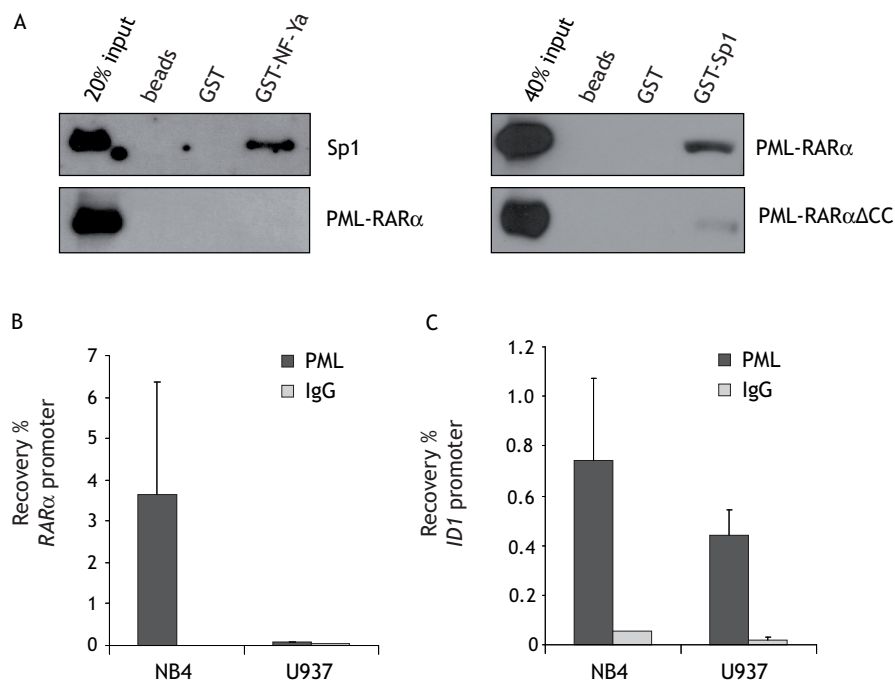 A
20% input
beads
GST
GST-NF-Ya
Sp1
PML-RARα
40% input
beads
GST
GST-Sp1
PML-RARα
PML-RARαΔCC
B
Recovery %
RARα promoter
7
6
5
4
3
2
1
0
PML
IgG
NB4
U937
C
Recovery %
ID1 promoter
1.2
1.0
0.8
0.6
0.4
0.2
0
PML
IgG
NB4
U937